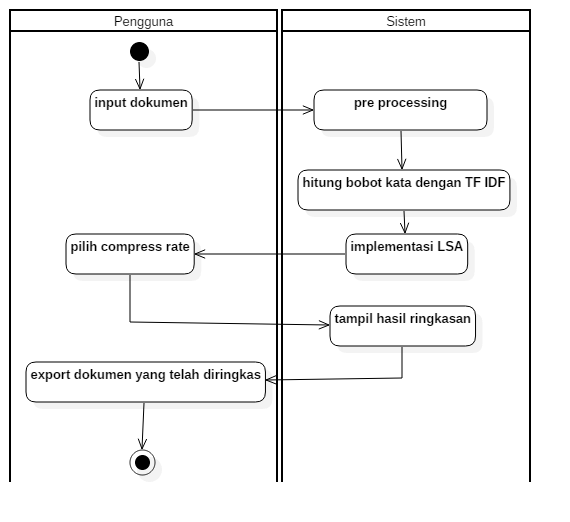 Pengguna
Sistem
input dokumen
pre processing
hitung bobot kata dengan TF IDF
pilih compress rate
implementasi LSA
tampil hasil ringkasan
export dokumen yang telah diringkas